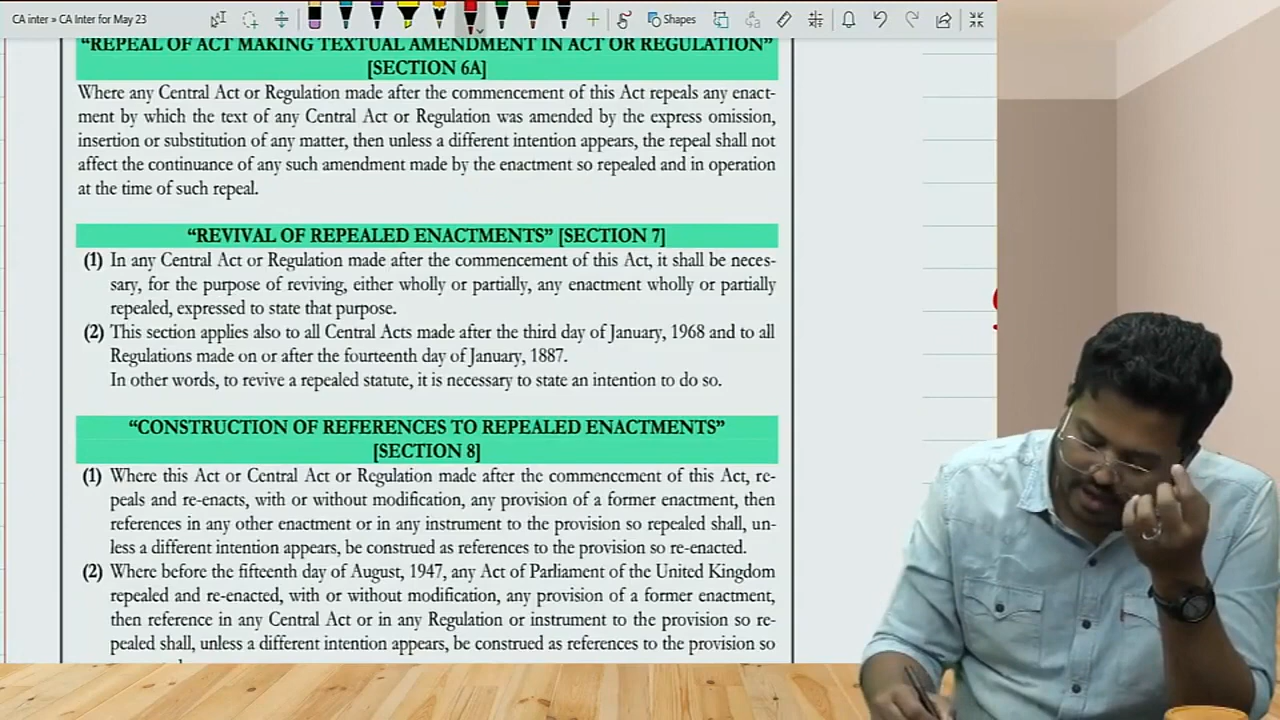 CA inter » CA Inter for May 23
Shapes
“REPEAL OF ACT MAKING TEXTUAL AMENDMENT IN ACT OR REGULATION”
[SECTION 6A]
Where any Central Act or Regulation made after the commencement of this Act repeals any enact-
ment by which the text of any Central Act or Regulation was amended by the express omission,
insertion or substitution of any matter, then unless a different intention appears, the repeal shall not
affect the continuance of any such amendment made by the enactment so repealed and in operation
at the time of such repeal.
“REVIVAL OF REPEALED ENACTMENTS” [SECTION 7]
(1) In any Central Act or Regulation made after the commencement of this Act, it shall be neces-
sary, for the purpose of reviving, either wholly or partially, any enactment wholly or partially
repealed, expressed to state that purpose.
(2) This section applies also to all Central Acts made after the third day of January, 1968 and to all
Regulations made on or after the fourteenth day of January, 1887.
In other words, to revive a repealed statute, it is necessary to state an intention to do so.
“CONSTRUCTION OF REFERENCES TO REPEALED ENACTMENTS”
[SECTION 8]
(1) Where this Act or Central Act or Regulation made after the commencement of this Act, re-
peals and re-enacts, with or without modification, any provision of a former enactment, then
references in any other enactment or in any instrument to the provision so repealed shall, un-
less a different intention appears, be construed as references to the provision so re-enacted.
(2) Where before the fifteenth day of August, 1947, any Act of Parliament of the United Kingdom
repealed and re-enacted, with or without modification, any provision of a former enactment,
then reference in any Central Act or in any Regulation or instrument to the provision so re-
pealed shall, unless a different intention appears, be construed as references to the provision so